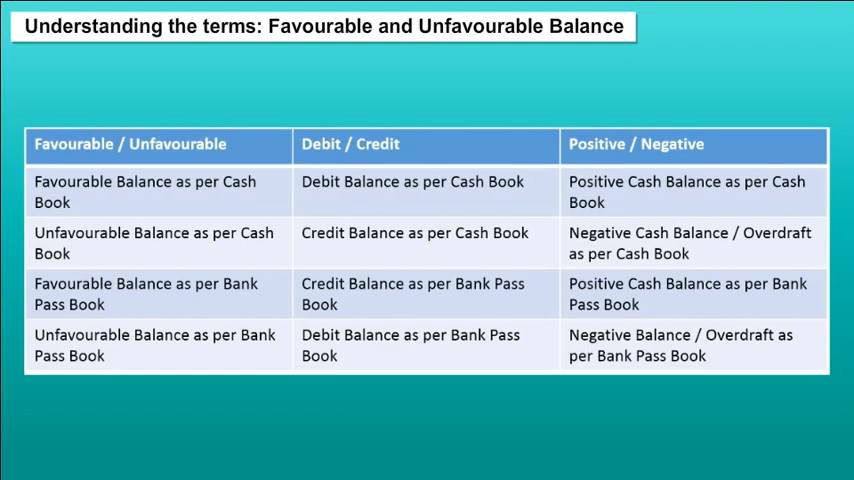 Understanding the terms: Favourable and Unfavourable Balance
Favourable / Unfavourable
Debit / Credit
Positive / Negative
Favourable Balance as per Cash
Book
Debit Balance as per Cash Book
Positive Cash Balance as per Cash
Book
Unfavourable Balance as per Cash
Book
Credit Balance as per Cash Book
Negative Cash Balance / Overdraft
as per Cash Book
Favourable Balance as per Bank
Pass Book
Credit Balance as per Bank Pass
Book
Positive Cash Balance as per Bank
Pass Book
Unfavourable Balance as per Bank
Pass Book
Debit Balance as per Bank Pass
Book
Negative Balance / Overdraft as
per Bank Pass Book